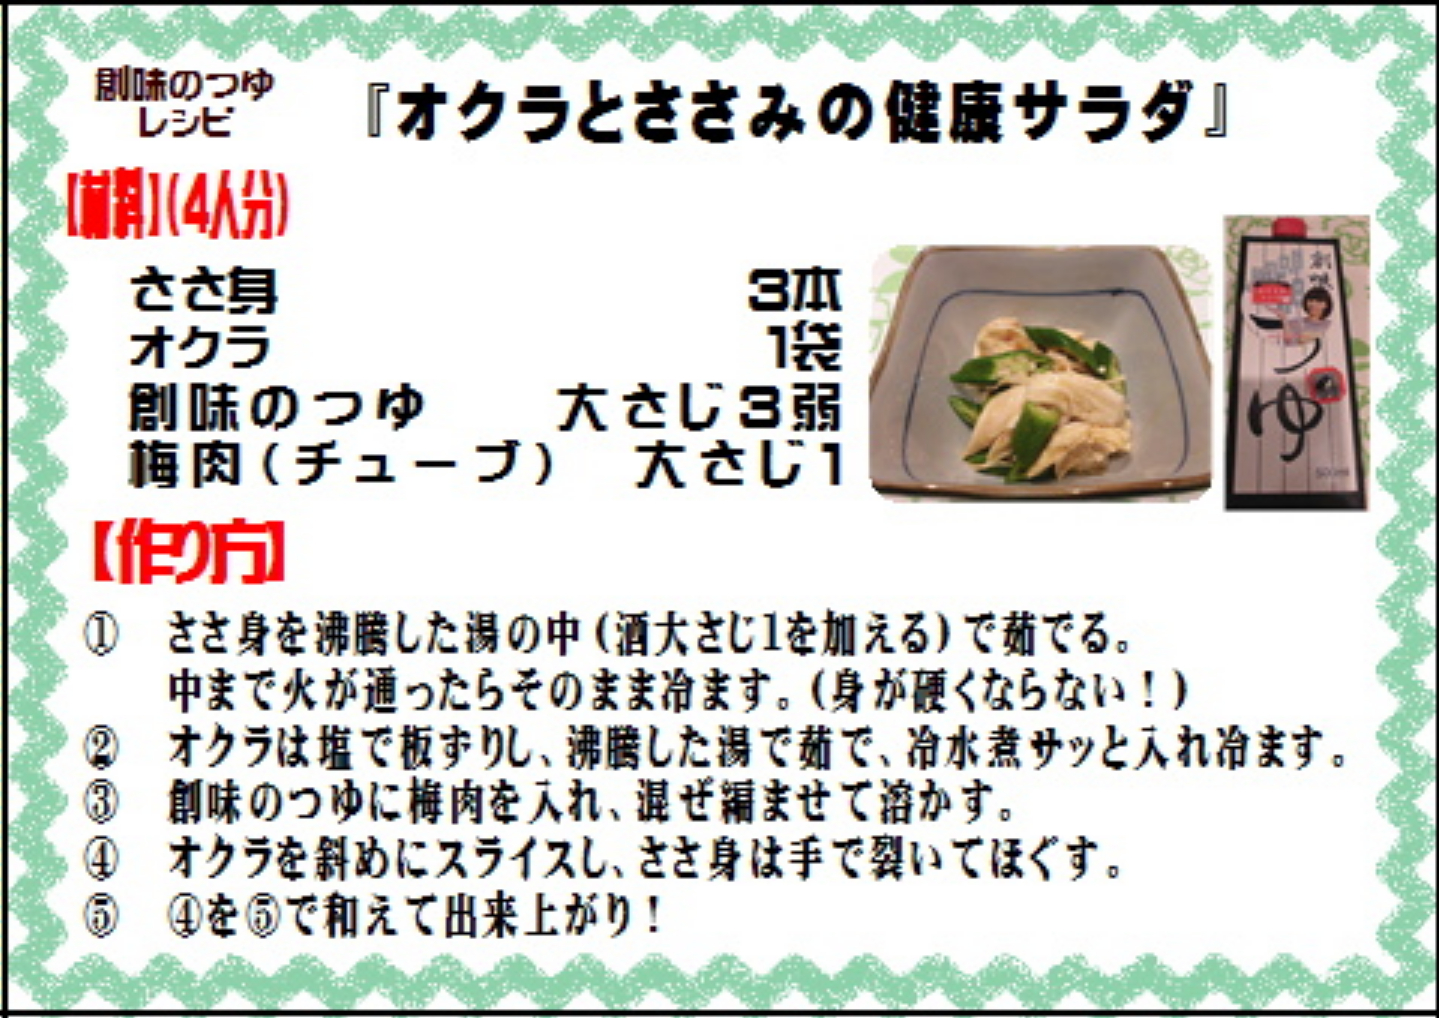 創味のつゆ
レシピ
『オクラとささみの健康サラダ』
【材料】(4人分)
ささ身 3本
オクラ 1袋
創味のつゆ 大さじ3弱
梅肉(チューブ) 大さじ1
創味
つゆ
【作り方】
① ささ身を沸騰した湯の中(酒大さじ1を加える)で茹でる。
中まで火が通ったらそのまま冷ます。(身が硬くならない!)
② オクラは塩で板ずりし、沸騰した湯で茹で、冷水煮サッと入れ冷ます。
③ 創味のつゆに梅肉を入れ、混ぜ編ませて溶かす。
④ オクラを斜めにスライスし、ささ身は手で裂いてほぐす。
⑤ ④を⑤で和えて出来上がり!